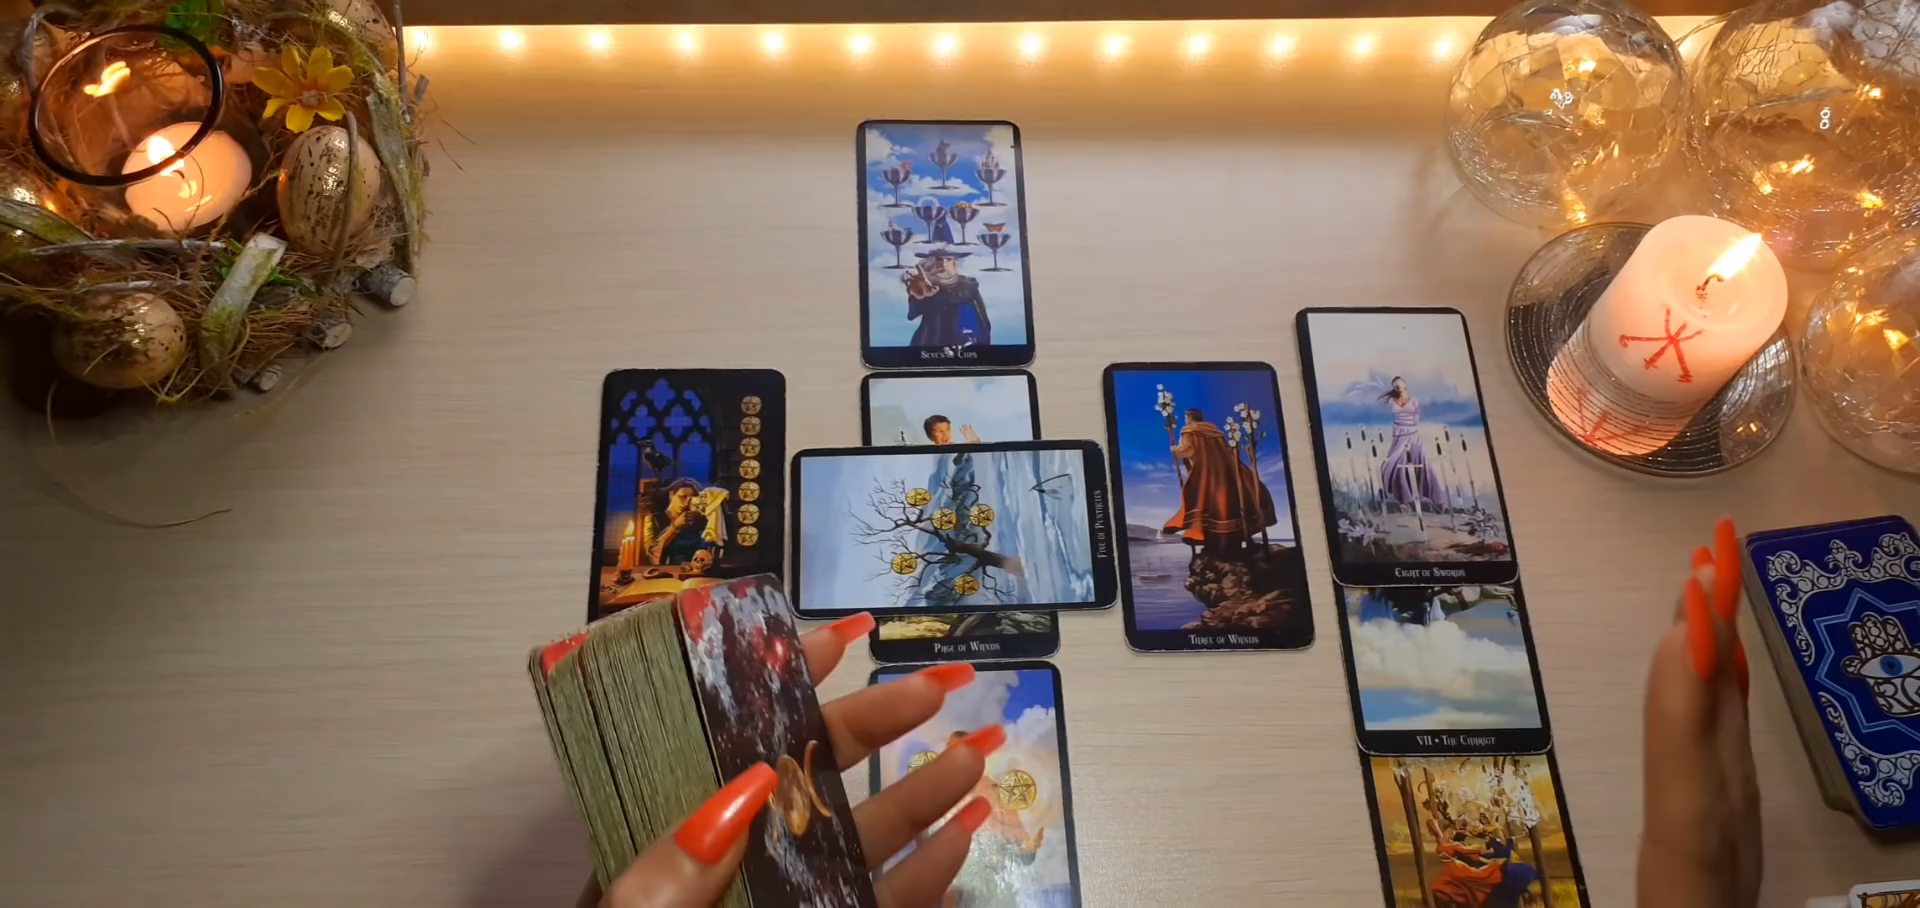 Seven of Cups
Five of Pentacles
Page of Wands
Three of Wands
Eight of Swords
VII • The Chariot